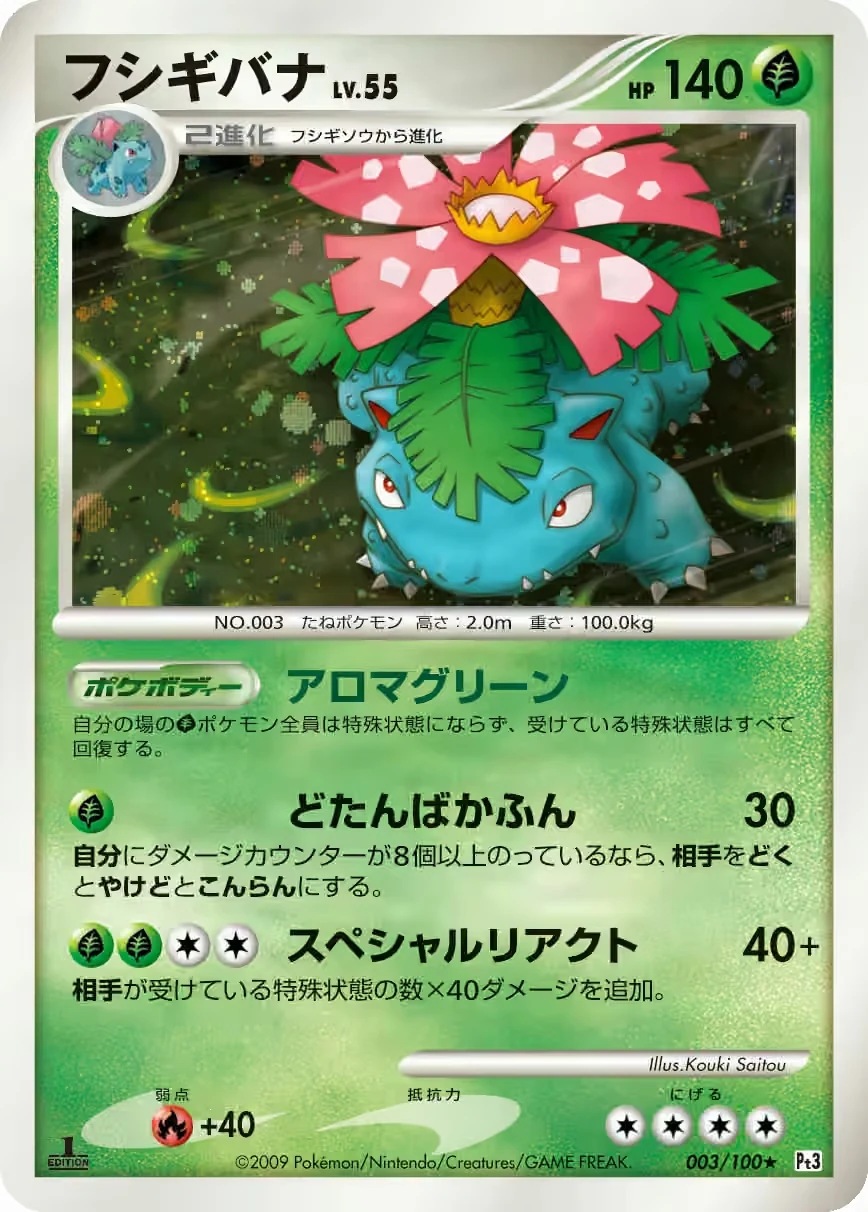 フシギバナ LV.55 HP 140
2進化 フシギソウから進化
NO.003 たねポケモン 高さ:2.0m 重さ:100.0kg
ポケボディー アロマグリーン
自分の場のポケモン全員は特殊状態にならず、受けている特殊状態はすべて
回復する。
どたんばかふん 30
自分にダメージカウンターが8個以上のっているなら、相手をどく
とやけどとこんらんにする。
スペシャルリアクト 40+
相手が受けている特殊状態の数×40ダメージを追加。
Illus.Kouki Saitou
弱点 抵抗力 にげる
+40
1 EDITION ©2009 Pokémon/Nintendo/Creatures/GAME FREAK. 003/100★ Pt3